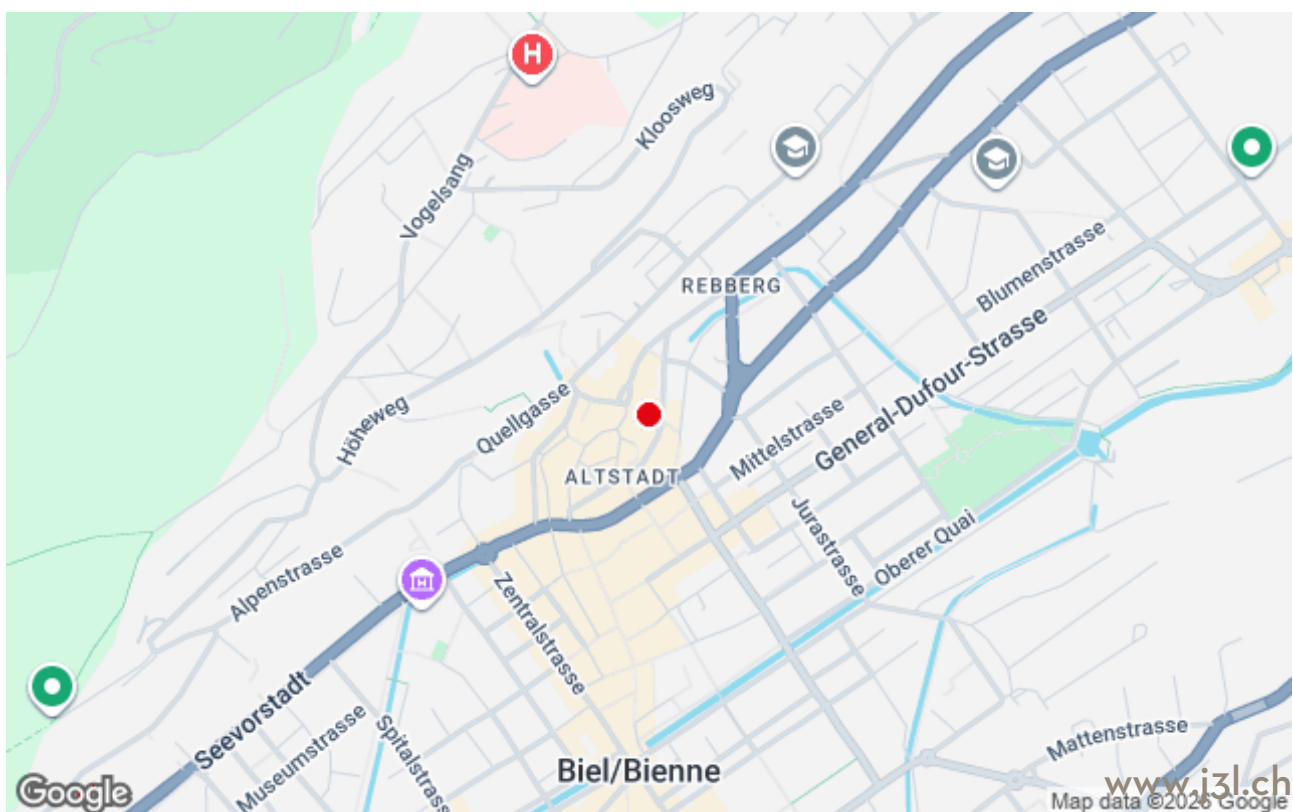 H
Kloosweg
Vogelsang
REBBERG
Blumenstrasse
General-Dufour-Strasse
Höheweg
Quellgasse
Mittelstrasse
ALTSTADT
Jurastrasse
Oberer Quai
Alpenstrasse
Zentralstrasse
Seevorstadt
Museumstrasse
Spitalstrasse
Mattenstrasse
Biel/Bienne
www.j3l.ch
Google
Map data ©2026 Google